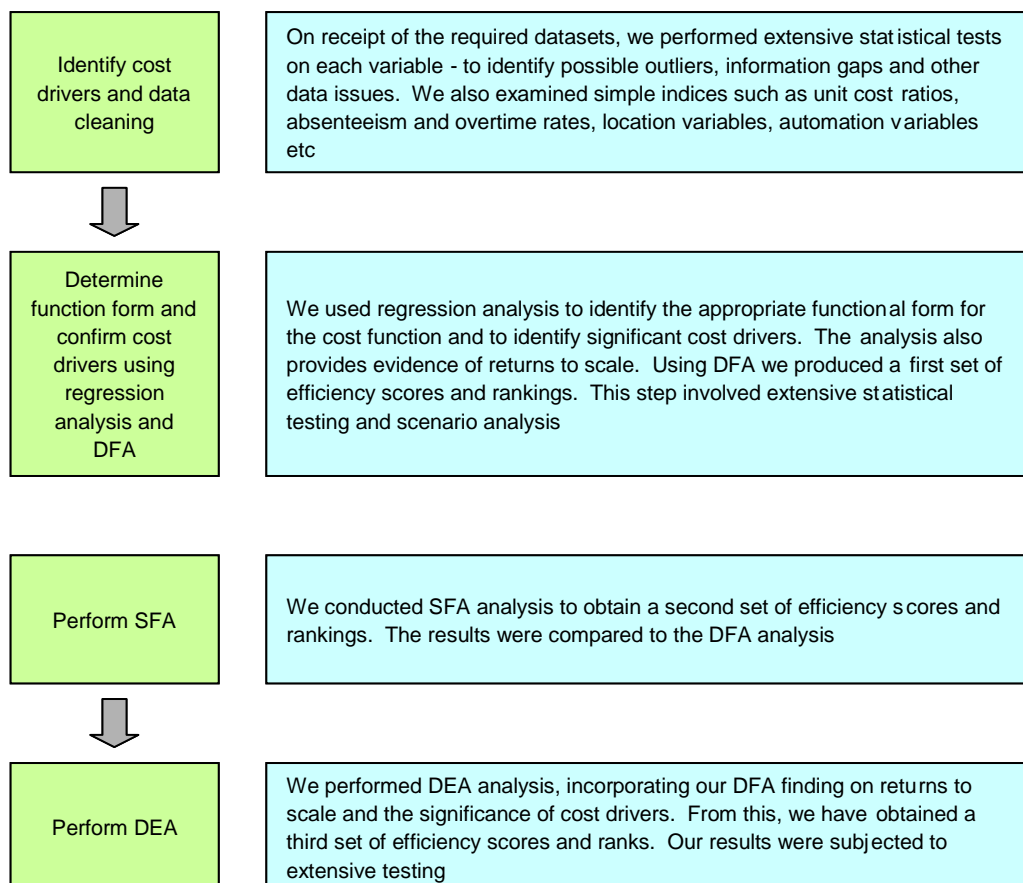 Identify cost
drivers and data
cleaning
On receipt of the required datasets, we performed extensive statistical tests
on each variable - to identify possible outliers, information gaps and other
data issues. We also examined simple indices such as unit cost ratios,
absenteeism and overtime rates, location variables, automation variables
etc
Determine
function form and
confirm cost
drivers using
regression
analysis and
DFA
We used regression analysis to identify the appropriate functional form for
the cost function and to identify significant cost drivers. The analysis also
provides evidence of returns to scale. Using DFA we produced a first set of
efficiency scores and rankings. This step involved extensive statistical
testing and scenario analysis
Perform SFA
We conducted SFA analysis to obtain a second set of efficiency scores and
rankings. The results were compared to the DFA analysis
Perform DEA
We performed DEA analysis, incorporating our DFA finding on returns to
scale and the significance of cost drivers. From this, we have obtained a
third set of efficiency scores and ranks. Our results were subjected to
extensive testing